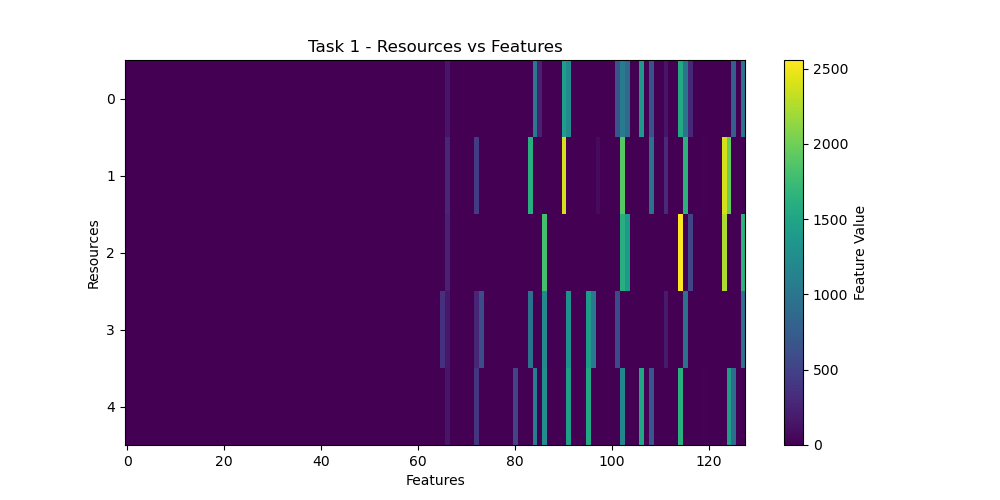 Task 1 - Resources vs Features
Resources
0
1
2
3
4
0 20 40 60 80 100 120
Features
2500
2000
1500
1000
500
0
Feature Value